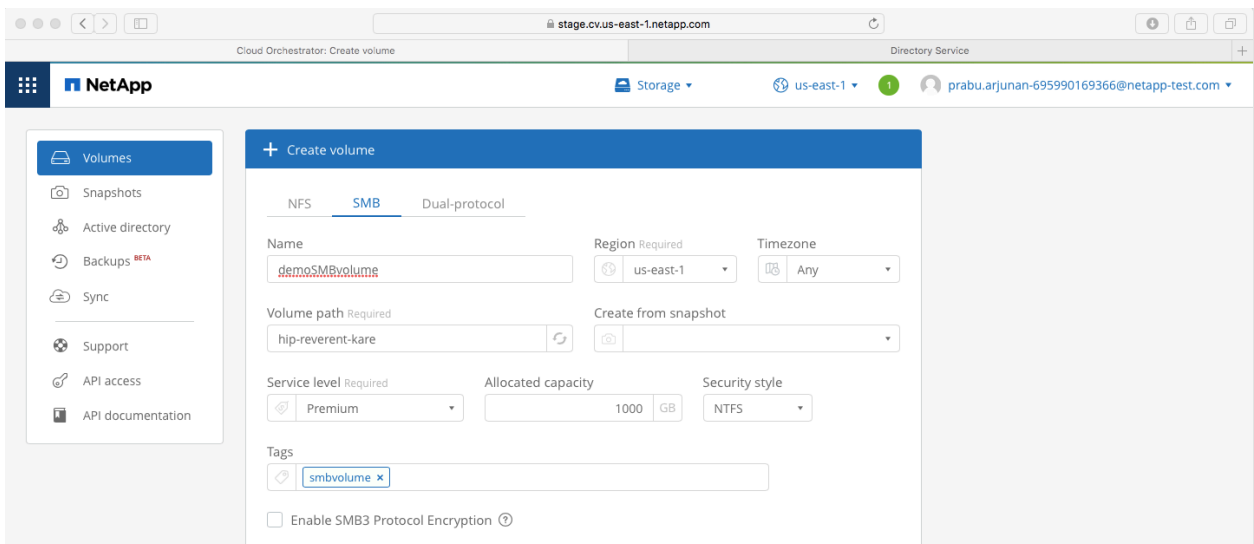 stage.cv.us-east-1.netapp.com
Cloud Orchestrator: Create volume
Directory Service
NetApp
Storage
us-east-1
1
prabu.arjunan-695990169366@netapp-test.com
Volumes
Snapshots
Active directory
Backups BETA
Sync
Support
API access
API documentation
Create volume
NFS SMB Dual-protocol
Name
demoSMBvolume
Region Required
us-east-1
Timezone
Any
Volume path Required
hip-reverent-kare
Create from snapshot
Service level Required
Premium
Allocated capacity
1000 GB
Security style
NTFS
Tags
smbvolume ×
Enable SMB3 Protocol Encryption ?